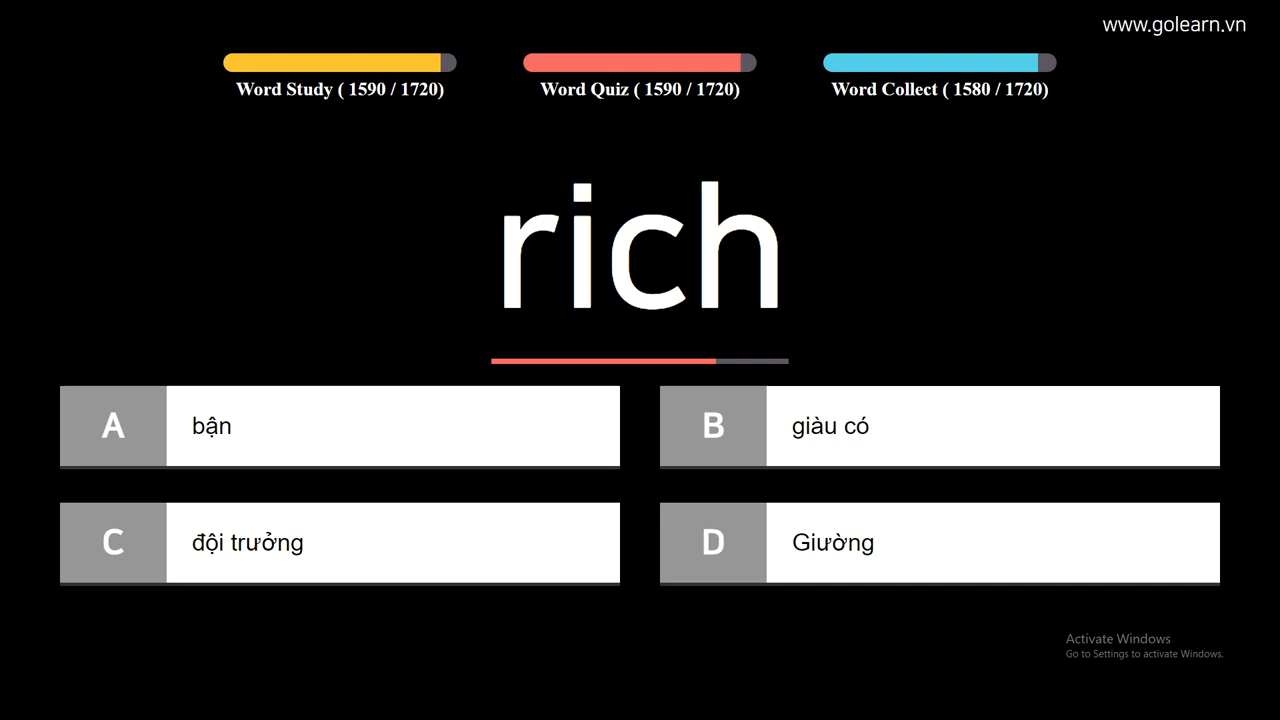 www.golearn.vn
Word Study ( 1590 / 1720)
Word Quiz ( 1590 / 1720)
Word Collect ( 1580 / 1720)
rich
A bận
B giàu có
C đội trưởng
D Giường
Activate Windows
Go to Settings to activate Windows.